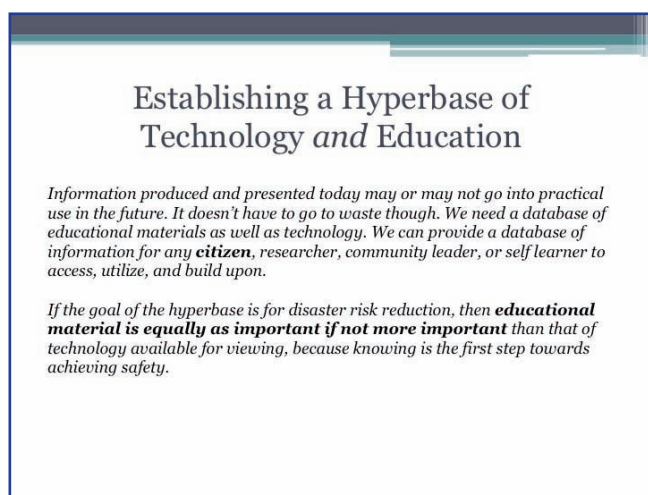 Establishing a Hyperbase of
Technology and Education
Information produced and presented today may or may not go into practical
use in the future. It doesn't have to go to waste though. We need a database of
educational materials as well as technology. We can provide a database of
information for any citizen, researcher, community leader, or self learner to
access, utilize, and build upon.
If the goal of the hyperbase is for disaster risk reduction, then educational
material is equally as important if not more important than that of
technology available for viewing, because knowing is the first step towards
achieving safety.